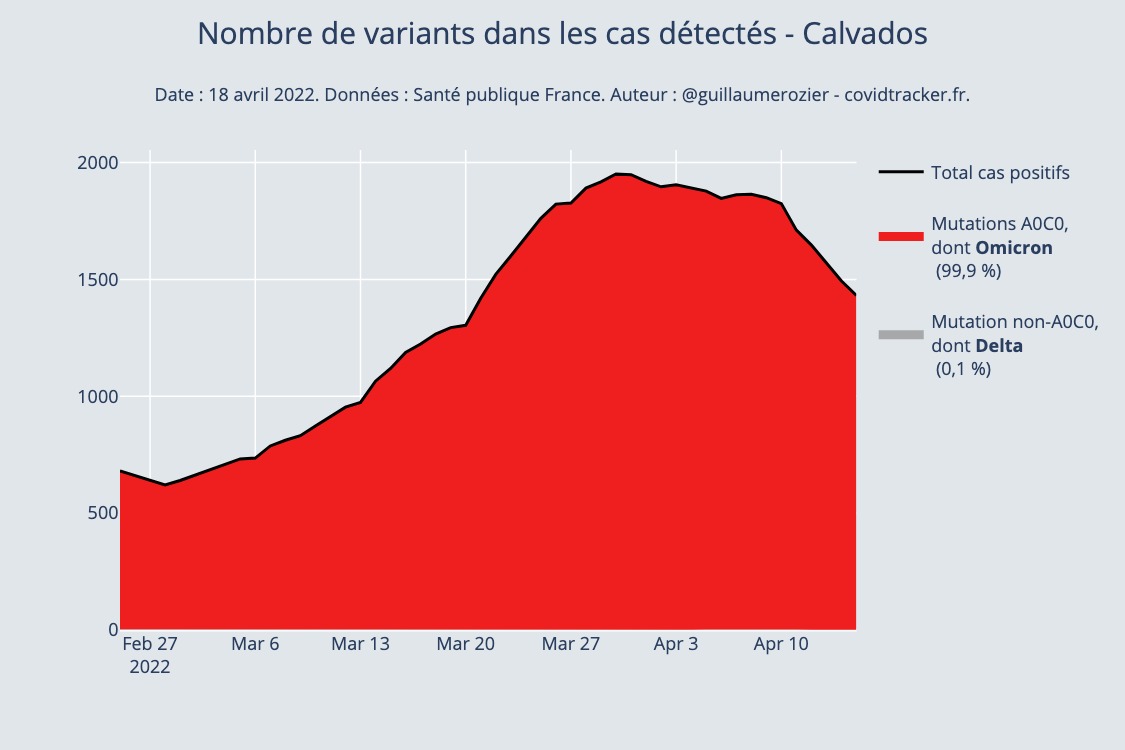 Nombre de variants dans les cas détectés - Calvados
Date : 18 avril 2022. Données : Santé publique France. Auteur : @guillaumerozier - covidtracker.fr.
2000
1500
1000
500
0
Feb 27
2022
Mar 6
Mar 13
Mar 20
Mar 27
Apr 3
Apr 10
Total cas positifs
Mutations A0C0,
dont Omicron
(99,9 %)
Mutation non-A0C0,
dont Delta
(0,1 %)